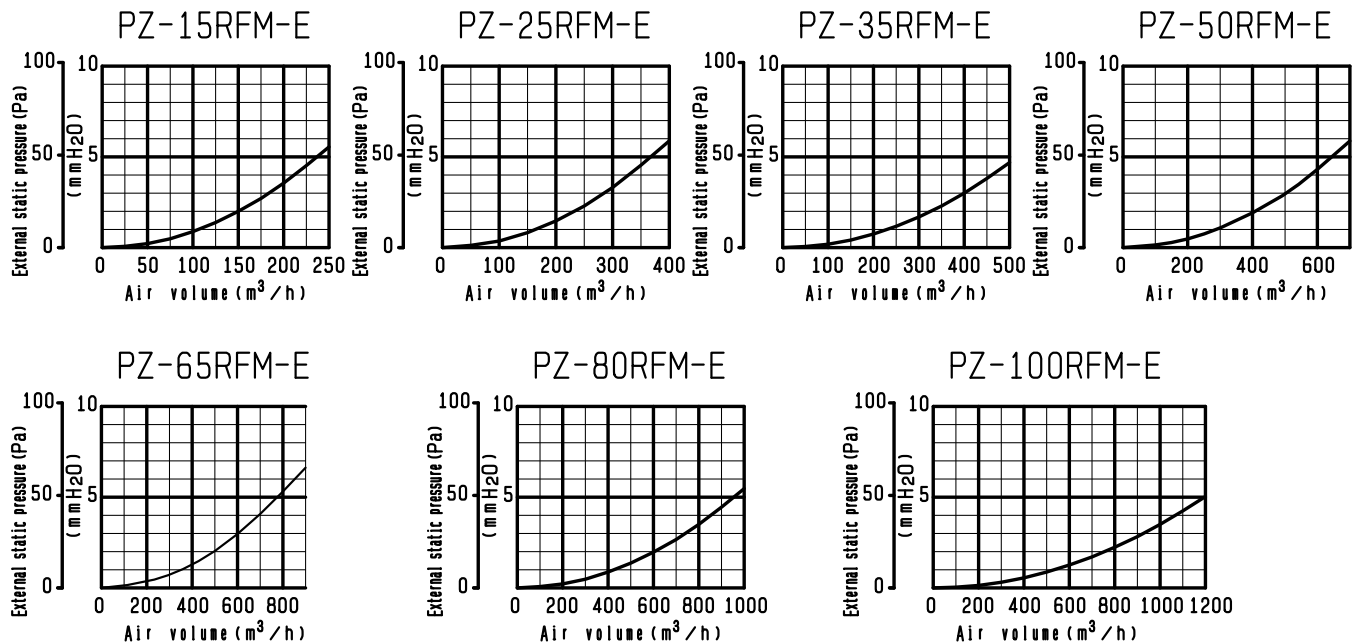 PZ-15RFM-E
External static pressure (Pa)
100
50
0
(mmH2O)
10
5
0 50 100 150 200 250
Air volume (m³/h)
PZ-25RFM-E
External static pressure (Pa)
100
50
0
(mmH2O)
10
5
0 100 200 300 400
Air volume (m³/h)
PZ-35RFM-E
External static pressure (Pa)
100
50
0
(mmH2O)
10
5
0 100 200 300 400 500
Air volume (m³/h)
PZ-50RFM-E
External static pressure (Pa)
100
50
0
(mmH2O)
10
5
0 200 400 600
Air volume (m³/h)
PZ-65RFM-E
External static pressure (Pa)
100
50
0
(mmH2O)
10
5
0 200 400 600 800
Air volume (m³/h)
PZ-80RFM-E
External static pressure (Pa)
100
50
0
(mmH2O)
10
5
0 200 400 600 800 1000
Air volume (m³/h)
PZ-100RFM-E
External static pressure (Pa)
100
50
0
(mmH2O)
10
5
0 200 400 600 800 1000 1200
Air volume (m³/h)